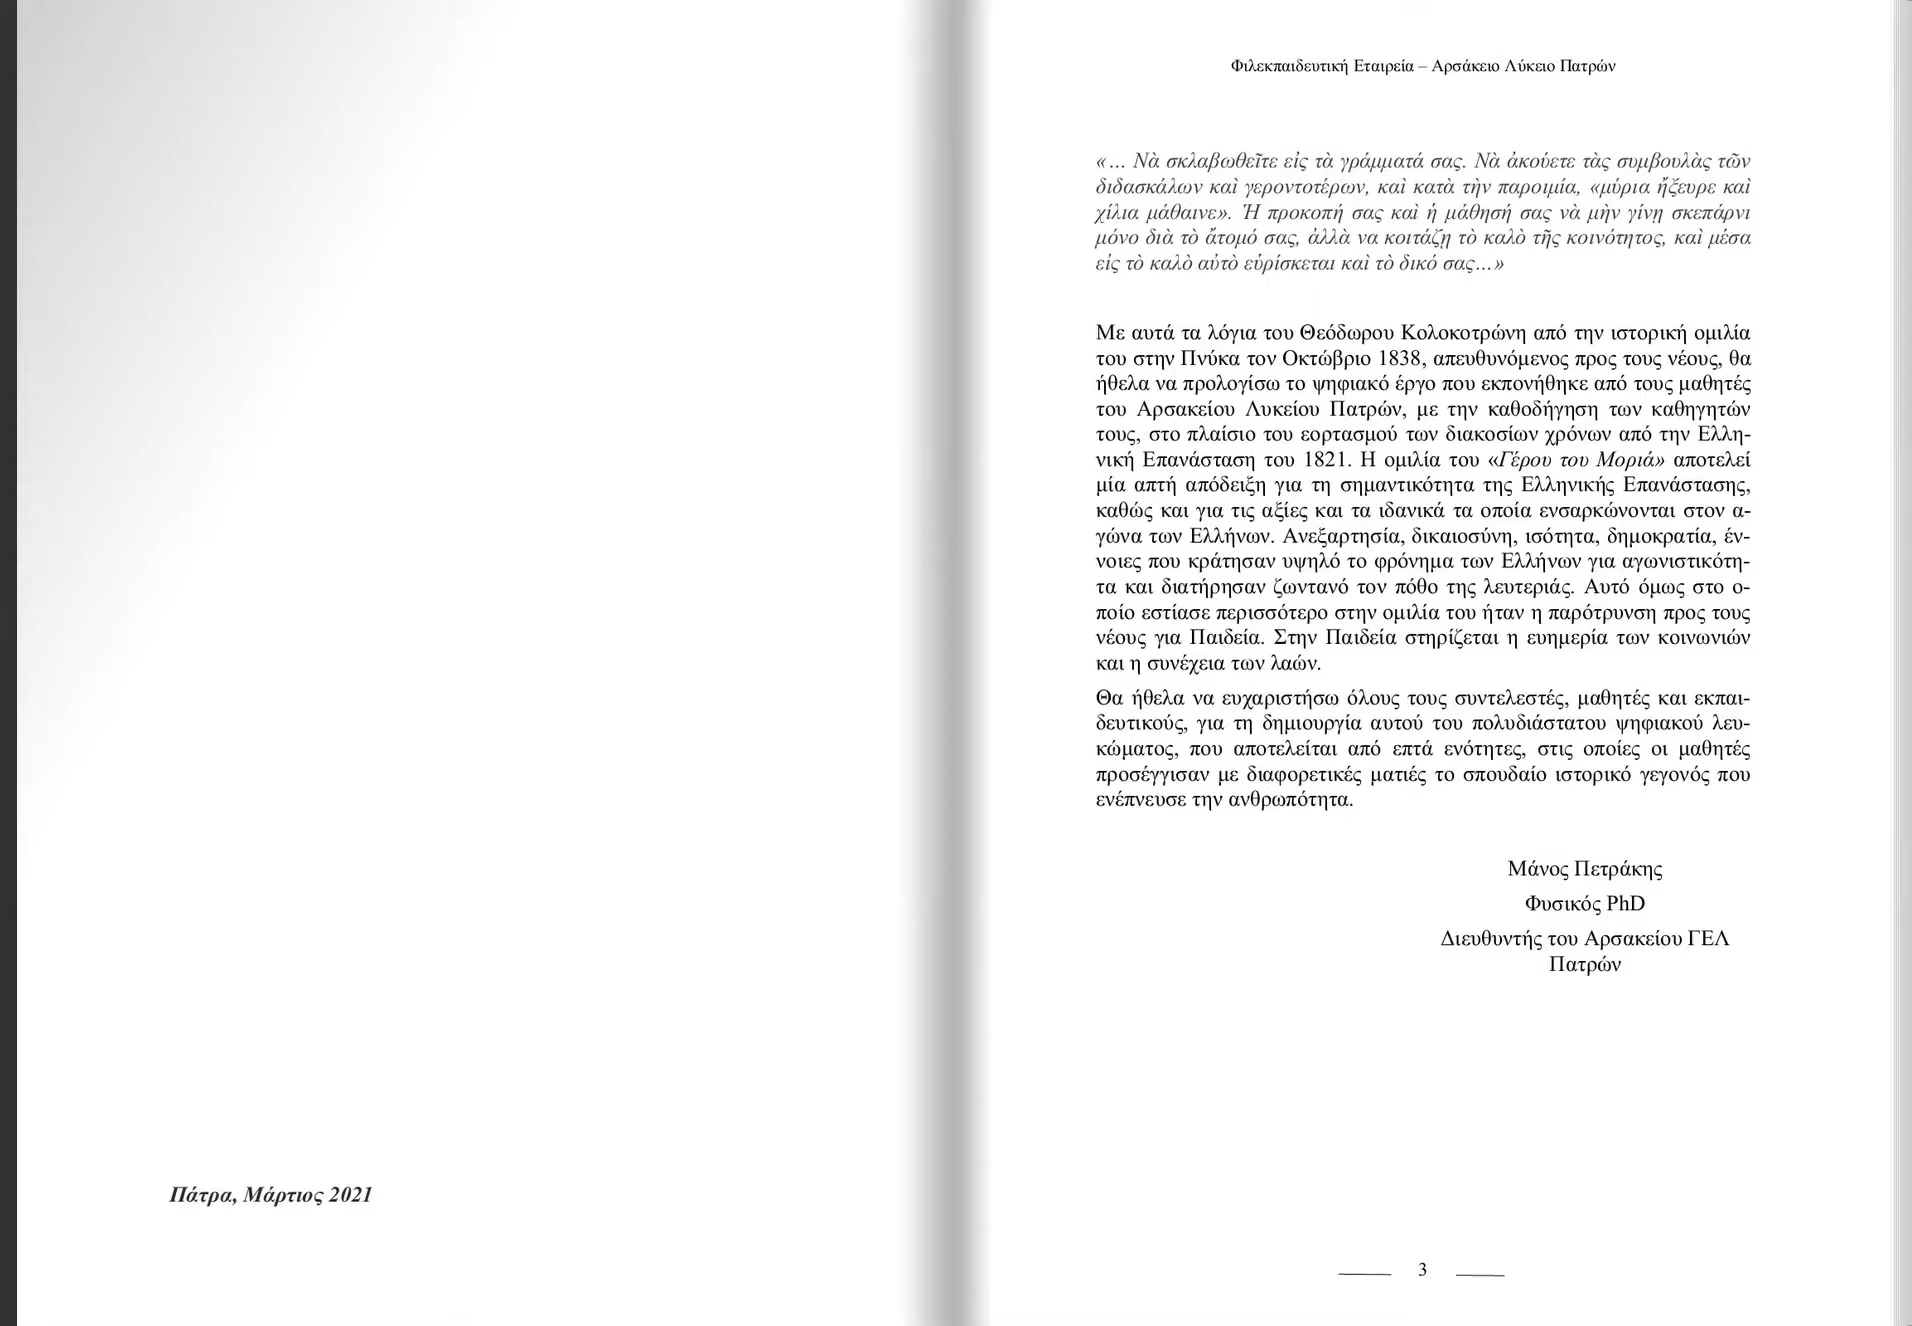 Πάτρα, Μάρτιος 2021
Φιλεκπαιδευτική Εταιρεία – Αρσάκειο Λύκειο Πατρών
«… Νὰ σκλαβωθεῖτε εἰς τὰ γράμματά σας. Νὰ ἀκούετε τὰς συμβουλὰς τῶν
διδασκάλων καὶ γεροντοτέρων, καὶ κατὰ τὴν παροιμία, «μύρια ἤξευρε καὶ
χίλια μάθαινε». Ἡ προκοπή σας καὶ ἡ μάθησή σας νὰ μὴν γίνῃ σκεπάρνι
μόνο διὰ τὸ ἄτομό σας, ἀλλὰ να κοιτάζῃ τὸ καλὸ τῆς κοινότητος, καὶ μέσα
εἰς τὸ καλὸ αὐτὸ εὑρίσκεται καὶ τὸ δικό σας…»
Με αυτά τα λόγια του Θεόδωρου Κολοκοτρώνη από την ιστορική ομιλία
του στην Πνύκα τον Οκτώβριο 1838, απευθυνόμενος προς τους νέους, θα
ήθελα να προλογίσω το ψηφιακό έργο που εκπονήθηκε από τους μαθητές
του Αρσακείου Λυκείου Πατρών, με την καθοδήγηση των καθηγητών
τους, στο πλαίσιο του εορτασμού των διακοσίων χρόνων από την Ελλη-
νική Επανάσταση του 1821. Η ομιλία του «Γέρου του Μοριά» αποτελεί
μία απτή απόδειξη για τη σημαντικότητα της Ελληνικής Επανάστασης,
καθώς και για τις αξίες και τα ιδανικά τα οποία ενσαρκώνονται στον α-
γώνα των Ελλήνων. Ανεξαρτησία, δικαιοσύνη, ισότητα, δημοκρατία, έν-
νοιες που κράτησαν υψηλό το φρόνημα των Ελλήνων για αγωνιστικότη-
τα και διατήρησαν ζωντανό τον πόθο της λευτεριάς. Αυτό όμως στο ο-
ποίο εστίασε περισσότερο στην ομιλία του ήταν η παρότρυνση προς τους
νέους για Παιδεία. Στην Παιδεία στηρίζεται η ευημερία των κοινωνιών
και η συνέχεια των λαών.
Θα ήθελα να ευχαριστήσω όλους τους συντελεστές, μαθητές και εκπαι-
δευτικούς, για τη δημιουργία αυτού του πολυδιάστατου ψηφιακού λευ-
κώματος, που αποτελείται από επτά ενότητες, στις οποίες οι μαθητές
προσέγγισαν με διαφορετικές ματιές το σπουδαίο ιστορικό γεγονός που
ενέπνευσε την ανθρωπότητα.
Μάνος Πετράκης
Φυσικός PhD
Διευθυντής του Αρσακείου ΓΕΛ
Πατρών
3